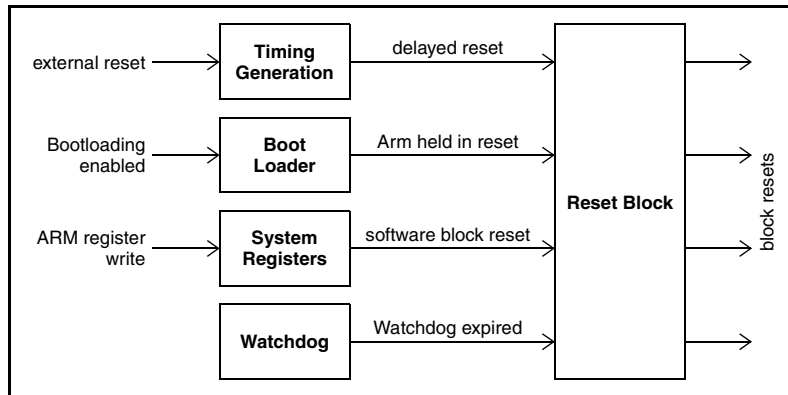 external reset
Timing
Generation
delayed reset
Bootloading
enabled
Boot
Loader
Arm held in reset
ARM register
write
System
Registers
software block reset
Watchdog
Watchdog expired
Reset Block
block resets